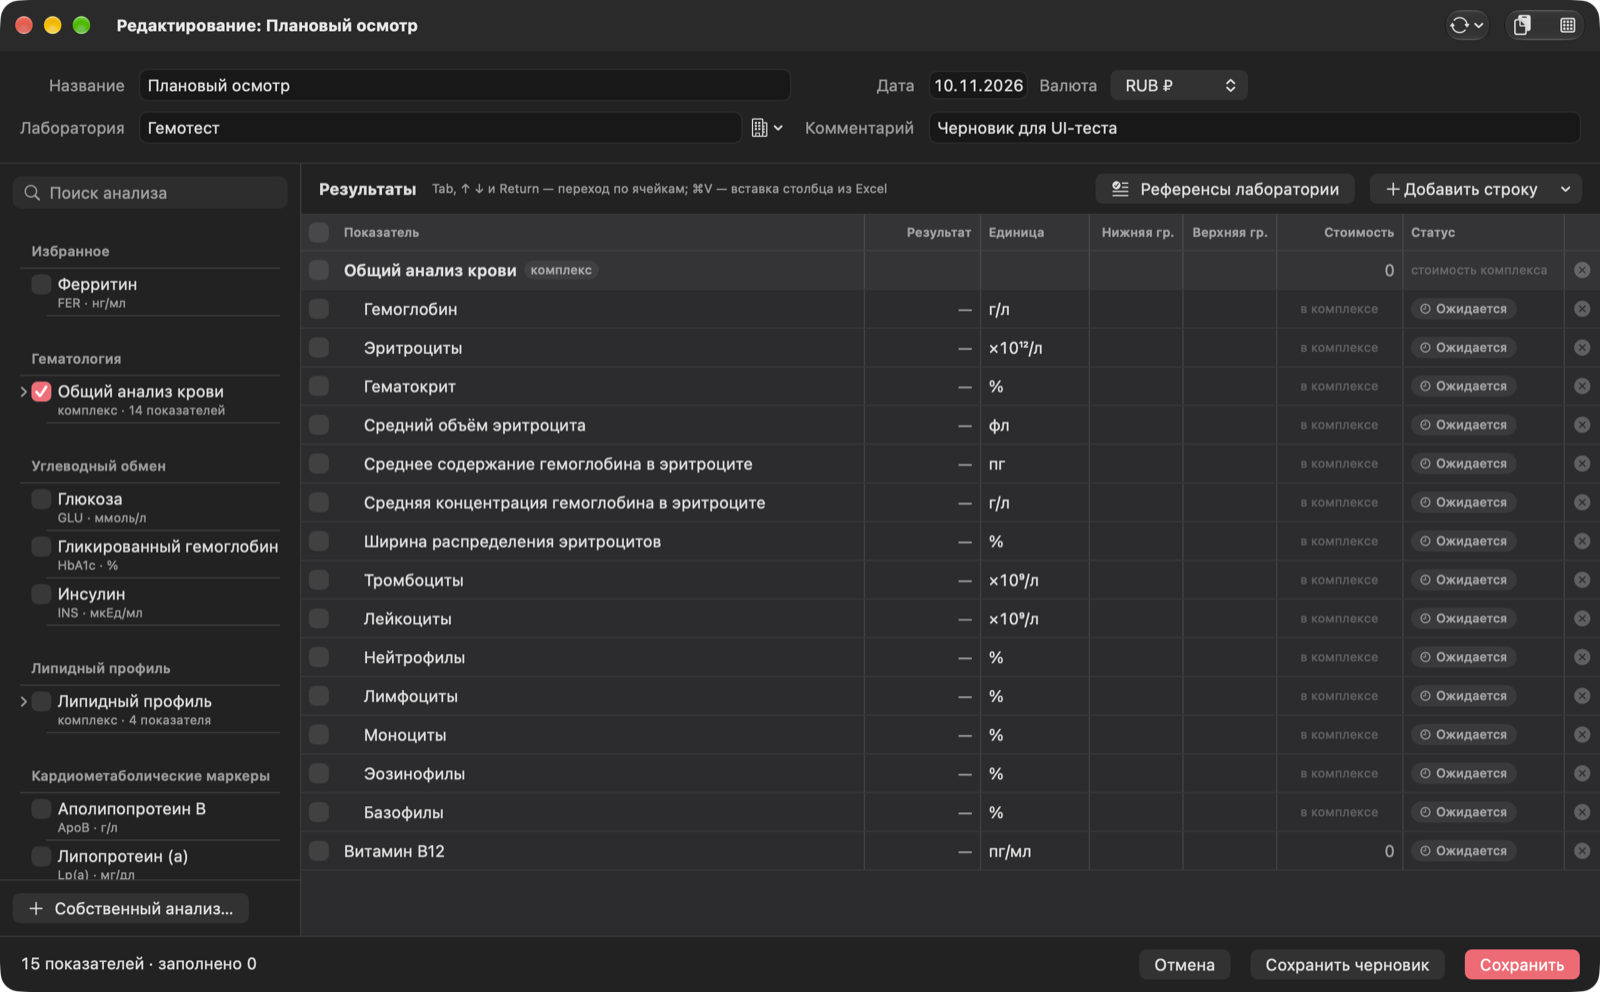 Редактирование: Плановый осмотр
Название Плановый осмотр Дата 10.11.2026 Валюта RUB ₽
Лаборатория Гемотест Комментарий Черновик для UI-теста
Поиск анализа
Избранное
Ферритин
FER · нг/мл
Гематология
Общий анализ крови
комплекс · 14 показателей
Углеводный обмен
Глюкоза
GLU · ммоль/л
Гликированный гемоглобин
HbA1c · %
Инсулин
INS · мкЕд/мл
Липидный профиль
Липидный профиль
комплекс · 4 показателя
Кардиометаболические маркеры
Аполипопротеин B
ApoB · г/л
Липопротеин (a)
Lp(a) · мг/дл
+ Собственный анализ...
Результаты Tab, ↑ ↓ и Return — переход по ячейкам; ⌘V — вставка столбца из Excel Референсы лаборатории + Добавить строку
Показатель Результат Единица Нижняя гр. Верхняя гр. Стоимость Статус
Общий анализ крови комплекс 0 стоимость комплекса
Гемоглобин — г/л в комплексе Ожидается
Эритроциты — ×10¹²/л в комплексе Ожидается
Гематокрит — % в комплексе Ожидается
Средний объём эритроцита — фл в комплексе Ожидается
Среднее содержание гемоглобина в эритроците — пг в комплексе Ожидается
Средняя концентрация гемоглобина в эритроците — г/л в комплексе Ожидается
Ширина распределения эритроцитов — % в комплексе Ожидается
Тромбоциты — ×10⁹/л в комплексе Ожидается
Лейкоциты — ×10⁹/л в комплексе Ожидается
Нейтрофилы — % в комплексе Ожидается
Лимфоциты — % в комплексе Ожидается
Моноциты — % в комплексе Ожидается
Эозинофилы — % в комплексе Ожидается
Базофилы — % в комплексе Ожидается
Витамин B12 — пг/мл 0 Ожидается
15 показателей · заполнено 0 Отмена Сохранить черновик Сохранить